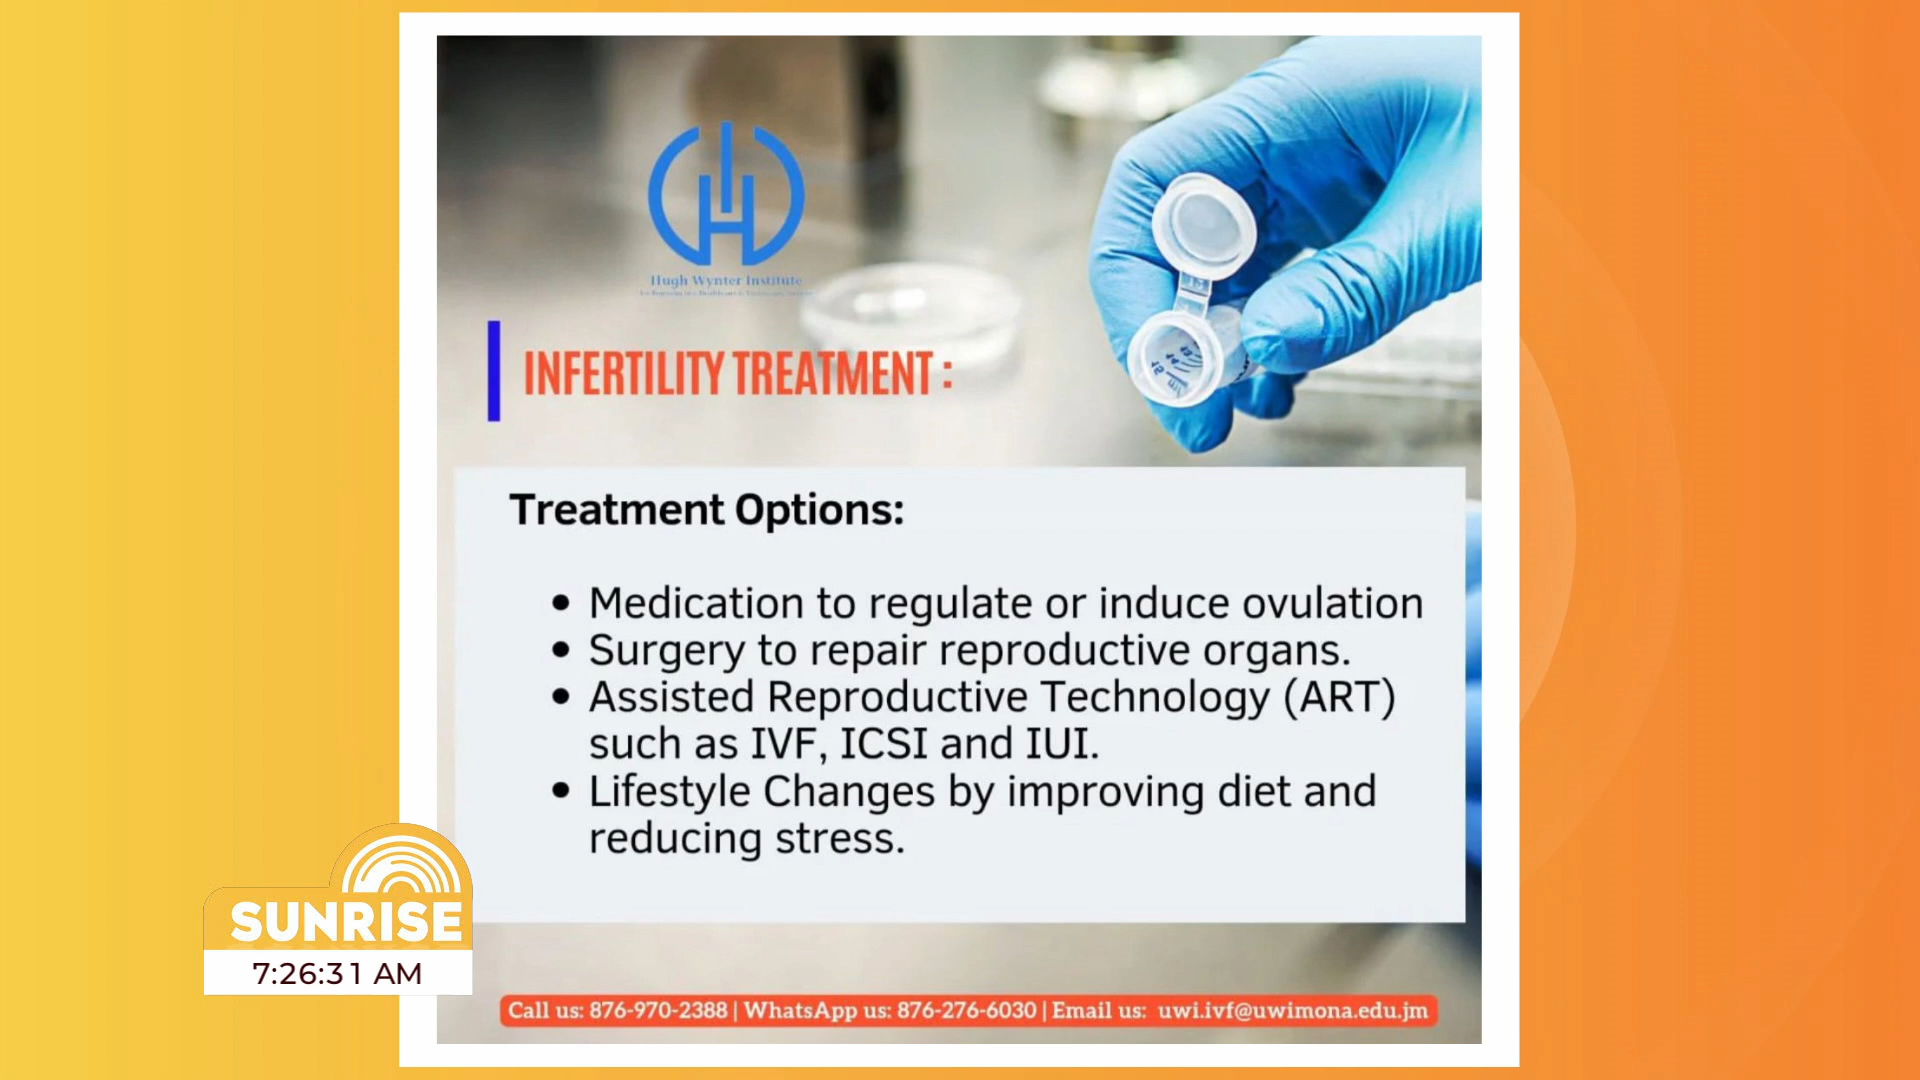 Hugh Wynter Institute
INFERTILITY TREATMENT :
Treatment Options:
• Medication to regulate or induce ovulation
• Surgery to repair reproductive organs.
• Assisted Reproductive Technology (ART)
such as IVF, ICSI and IUI.
• Lifestyle Changes by improving diet and
reducing stress.
SUNRISE
7:26:31 AM
Call us: 876-970-2388 | WhatsApp us: 876-276-6030 | Email us: uwi.ivf@uwimona.edu.jm